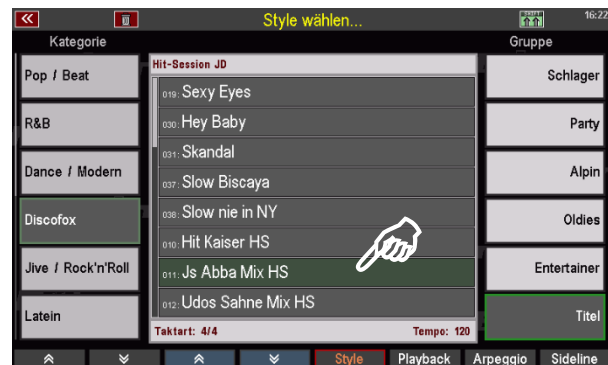 Style wählen...
16:22
Kategorie
Gruppe
Pop / Beat
R&B
Dance / Modern
Discofox
Jive / Rock'n'Roll
Latein
Hit-Session JD
019: Sexy Eyes
030: Hey Baby
031: Skandal
037: Slow Biscaya
038: Slow nie in NY
010: Hit Kaiser HS
011: Js Abba Mix HS
012: Udos Sahne Mix HS
Taktart: 4/4 Tempo: 120
Schlager
Party
Alpin
Oldies
Entertainer
Titel
Style Playback Arpeggio Sideline